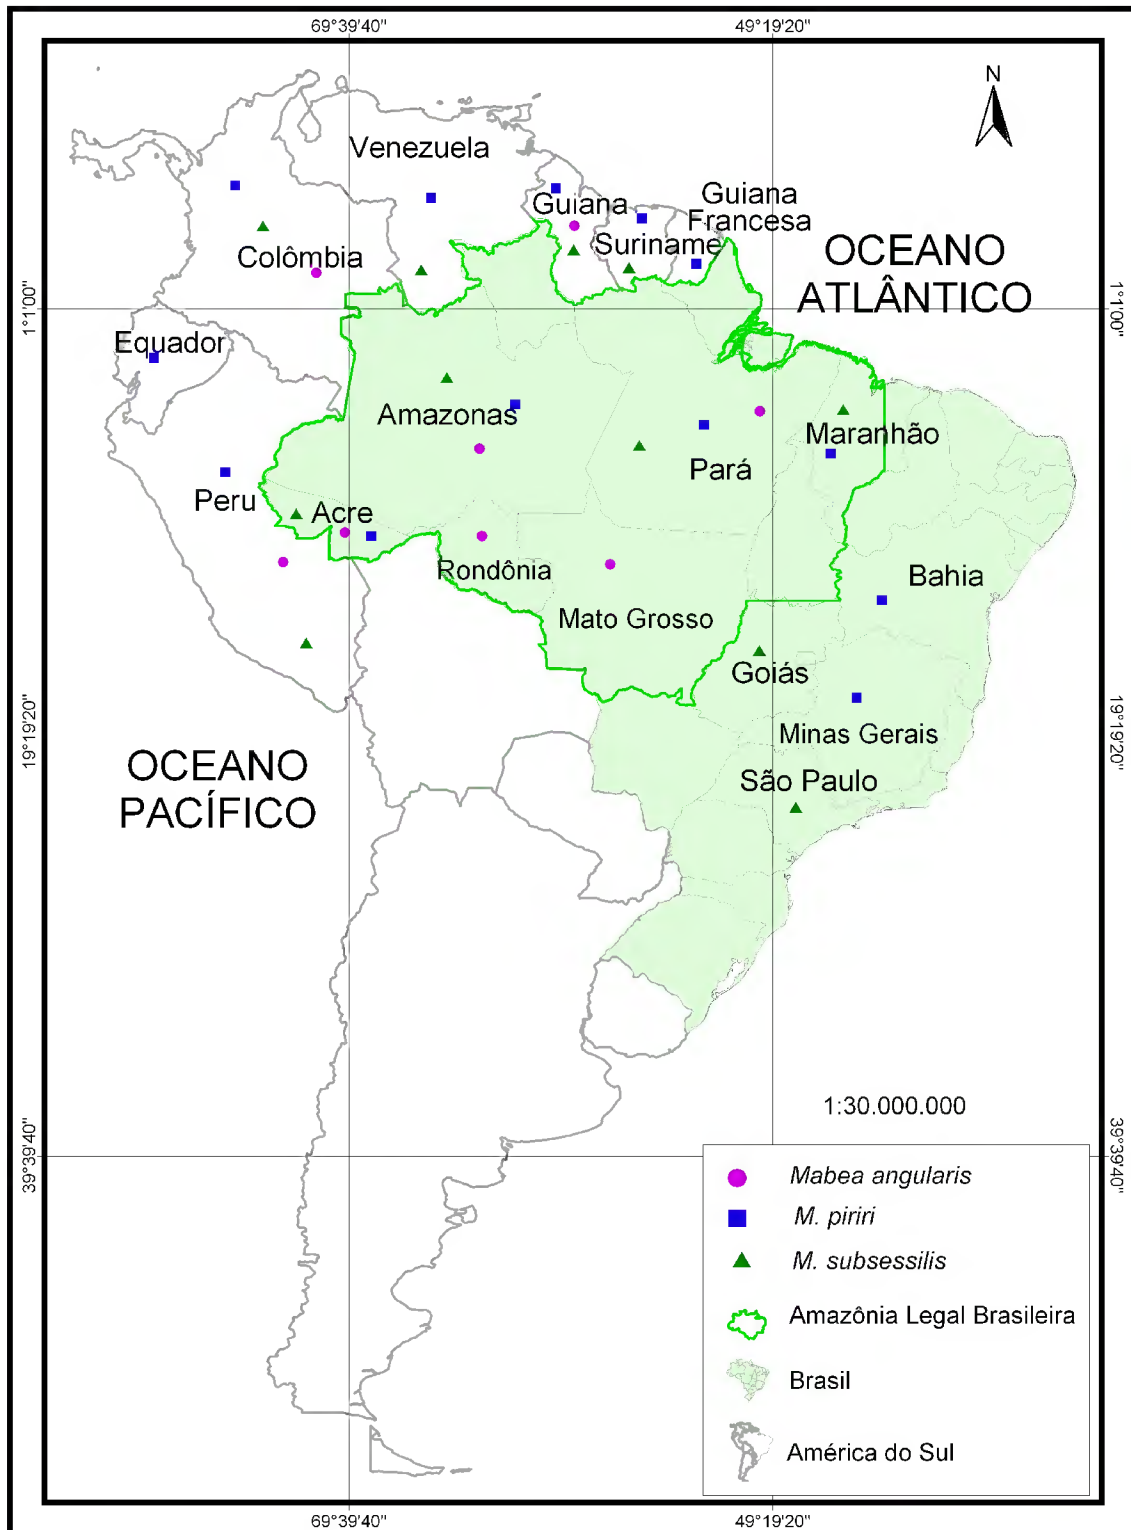 69°39'40" 49°19'20"
N
Venezuela
Guiana
Francesa
Guiana
Suriname
Colômbia
OCEANO
ATLÂNTICO
1°11'00" 1°11'00"
Equador
Amazonas
Maranhão
Pará
Peru
Acre
Rondônia
Bahia
Mato Grosso
Goiás
Minas Gerais
19°19'20" 19°19'20"
OCEANO
PACÍFICO
São Paulo
1:30.000.000
39°39'40" 39°39'40"
Mabea angularis
M. piriri
M. subsessilis
Amazônia Legal Brasileira
Brasil
América do Sul
69°39'40" 49°19'20"